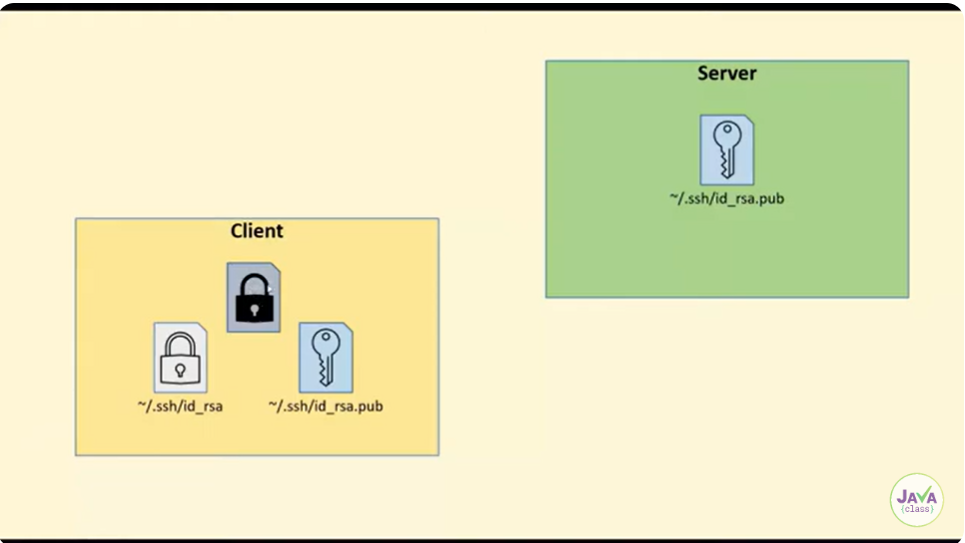 Server
~/.ssh/id_rsa.pub
Client
~/.ssh/id_rsa
~/.ssh/id_rsa.pub
JAVA
{class}